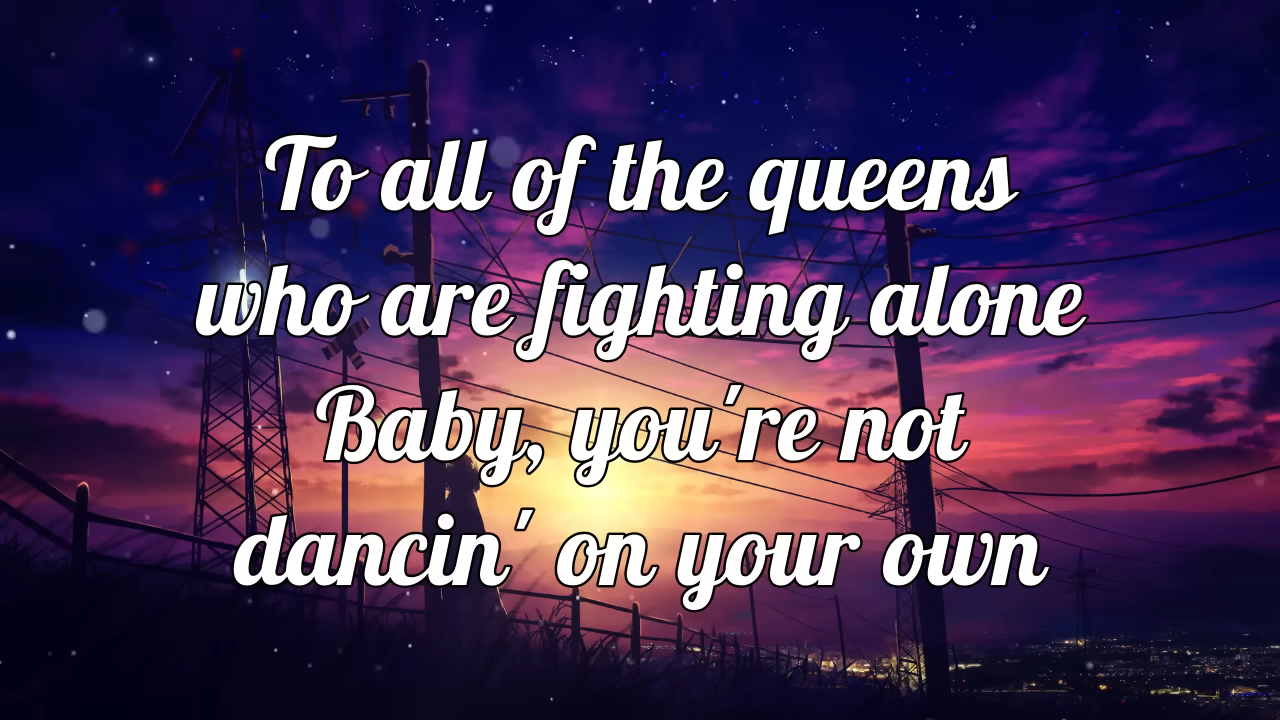 To all of the queens
who are fighting alone
Baby, you're not
dancin' on your own